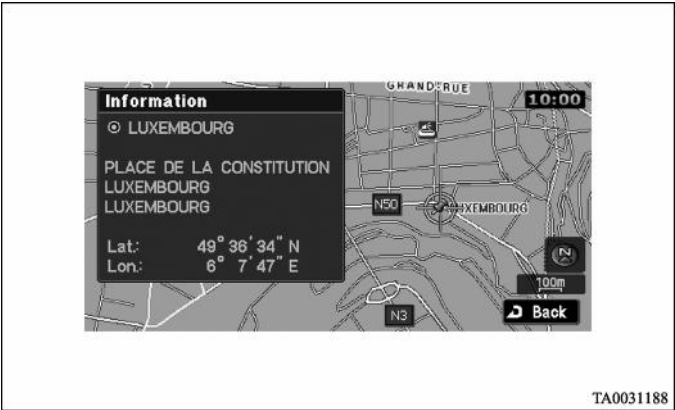 GRAND-RUE
Information
10:00
LUXEMBOURG
PLACE DE LA CONSTITUTION
LUXEMBOURG
LUXEMBOURG
N50
LUXEMBOURG
Lat.: 49° 36' 34" N
Lon.: 6° 7' 47" E
Z
100m
N3
Back
TA0031188